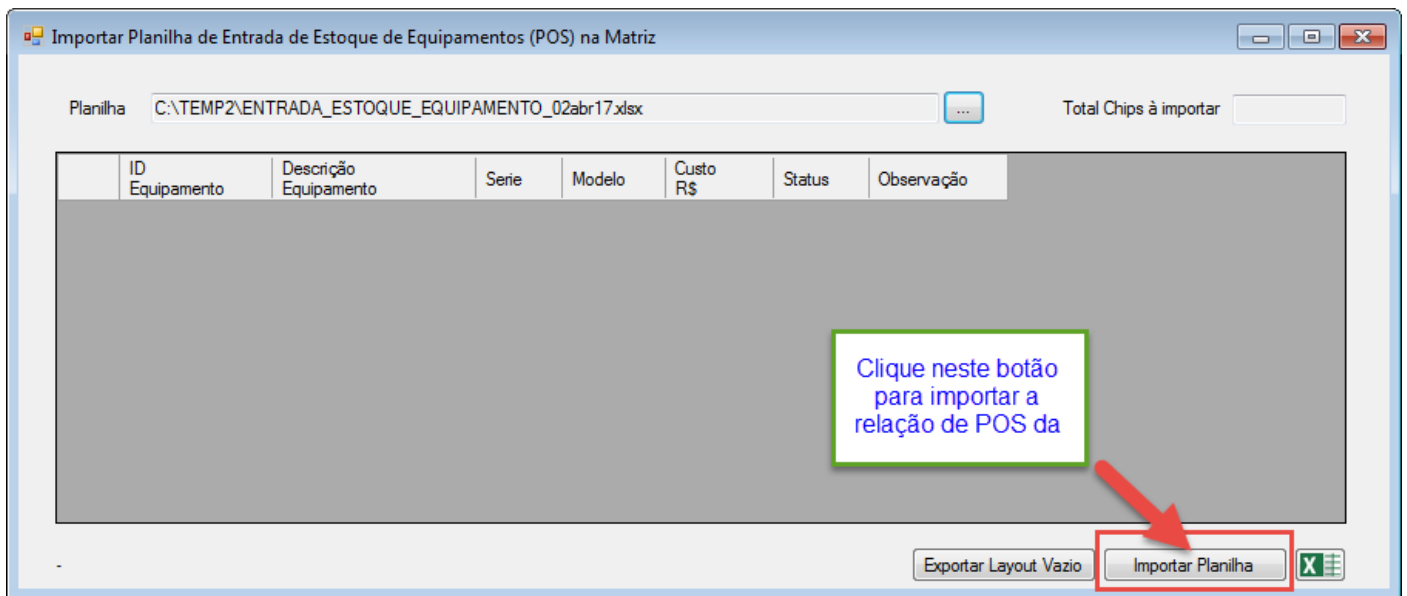 Importar Planilha de Entrada de Estoque de Equipamentos (POS) na Matriz
Planilha C:\TEMP2\ENTRADA_ESTOQUE_EQUIPAMENTO_02abr17.xlsx ... Total Chips à importar
ID Equipamento Descrição Equipamento Serie Modelo Custo R$ Status Observação
Clique neste botão
para importar a
relação de POS da
- Exportar Layout Vazio Importar Planilha